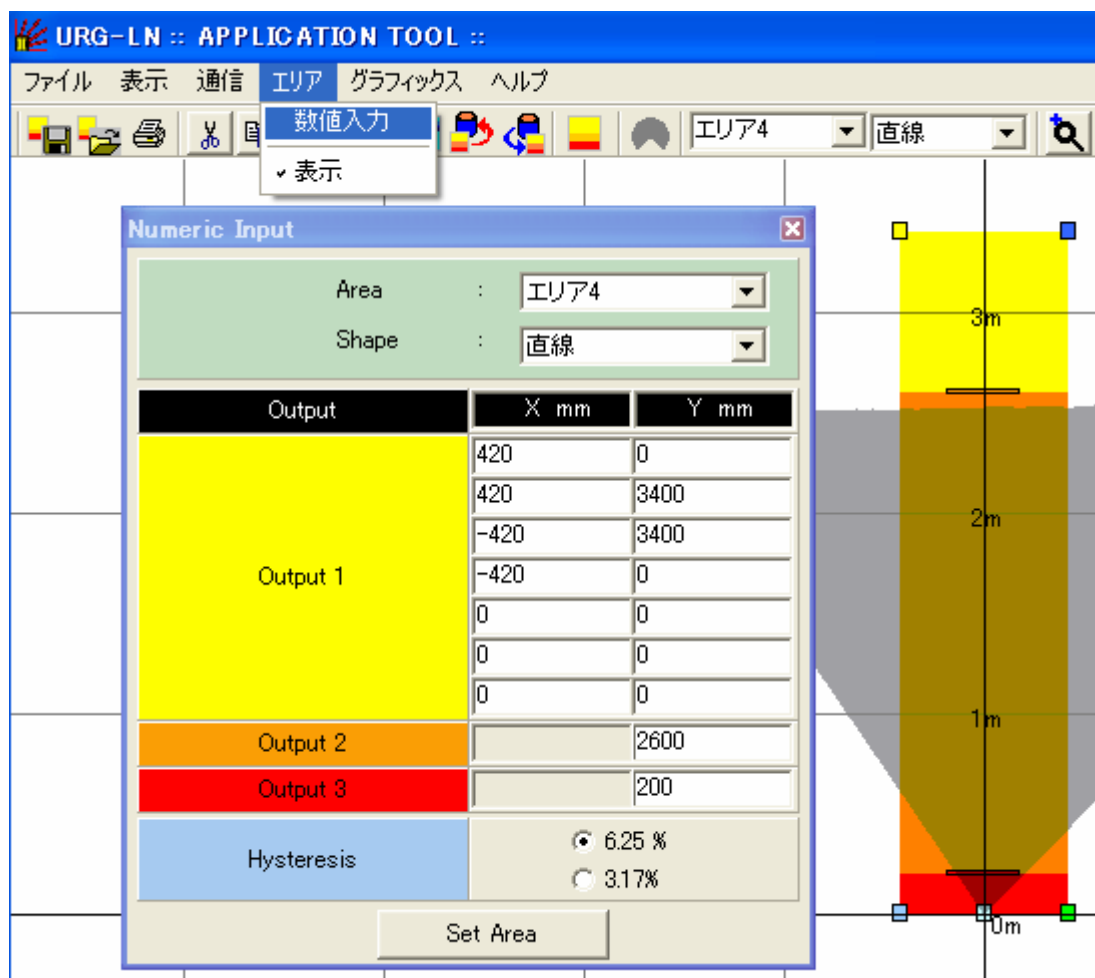 URG-LN :: APPLICATION TOOL ::
ファイル 表示 通信 エリア グラフィックス ヘルプ
数値入力
✓ 表示
エリア4 直線
Numeric Input
Area : エリア4
Shape : 直線
Output X mm Y mm
Output 1
420 0
420 3400
-420 3400
-420 0
0 0
0 0
0 0
Output 2 2600
Output 3 200
Hysteresis
6.25 %
3.17%
Set Area
3m
2m
1m
0m